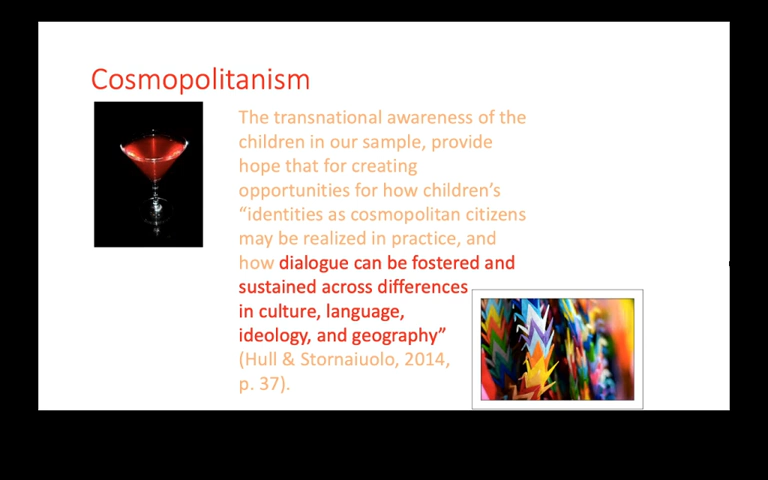 Cosmopolitanism
The transnational awareness of the
children in our sample, provide
hope that for creating
opportunities for how children’s
“identities as cosmopolitan citizens
may be realized in practice, and
how dialogue can be fostered and
sustained across differences
in culture, language,
ideology, and geography”
(Hull & Stornaiuolo, 2014,
p. 37).